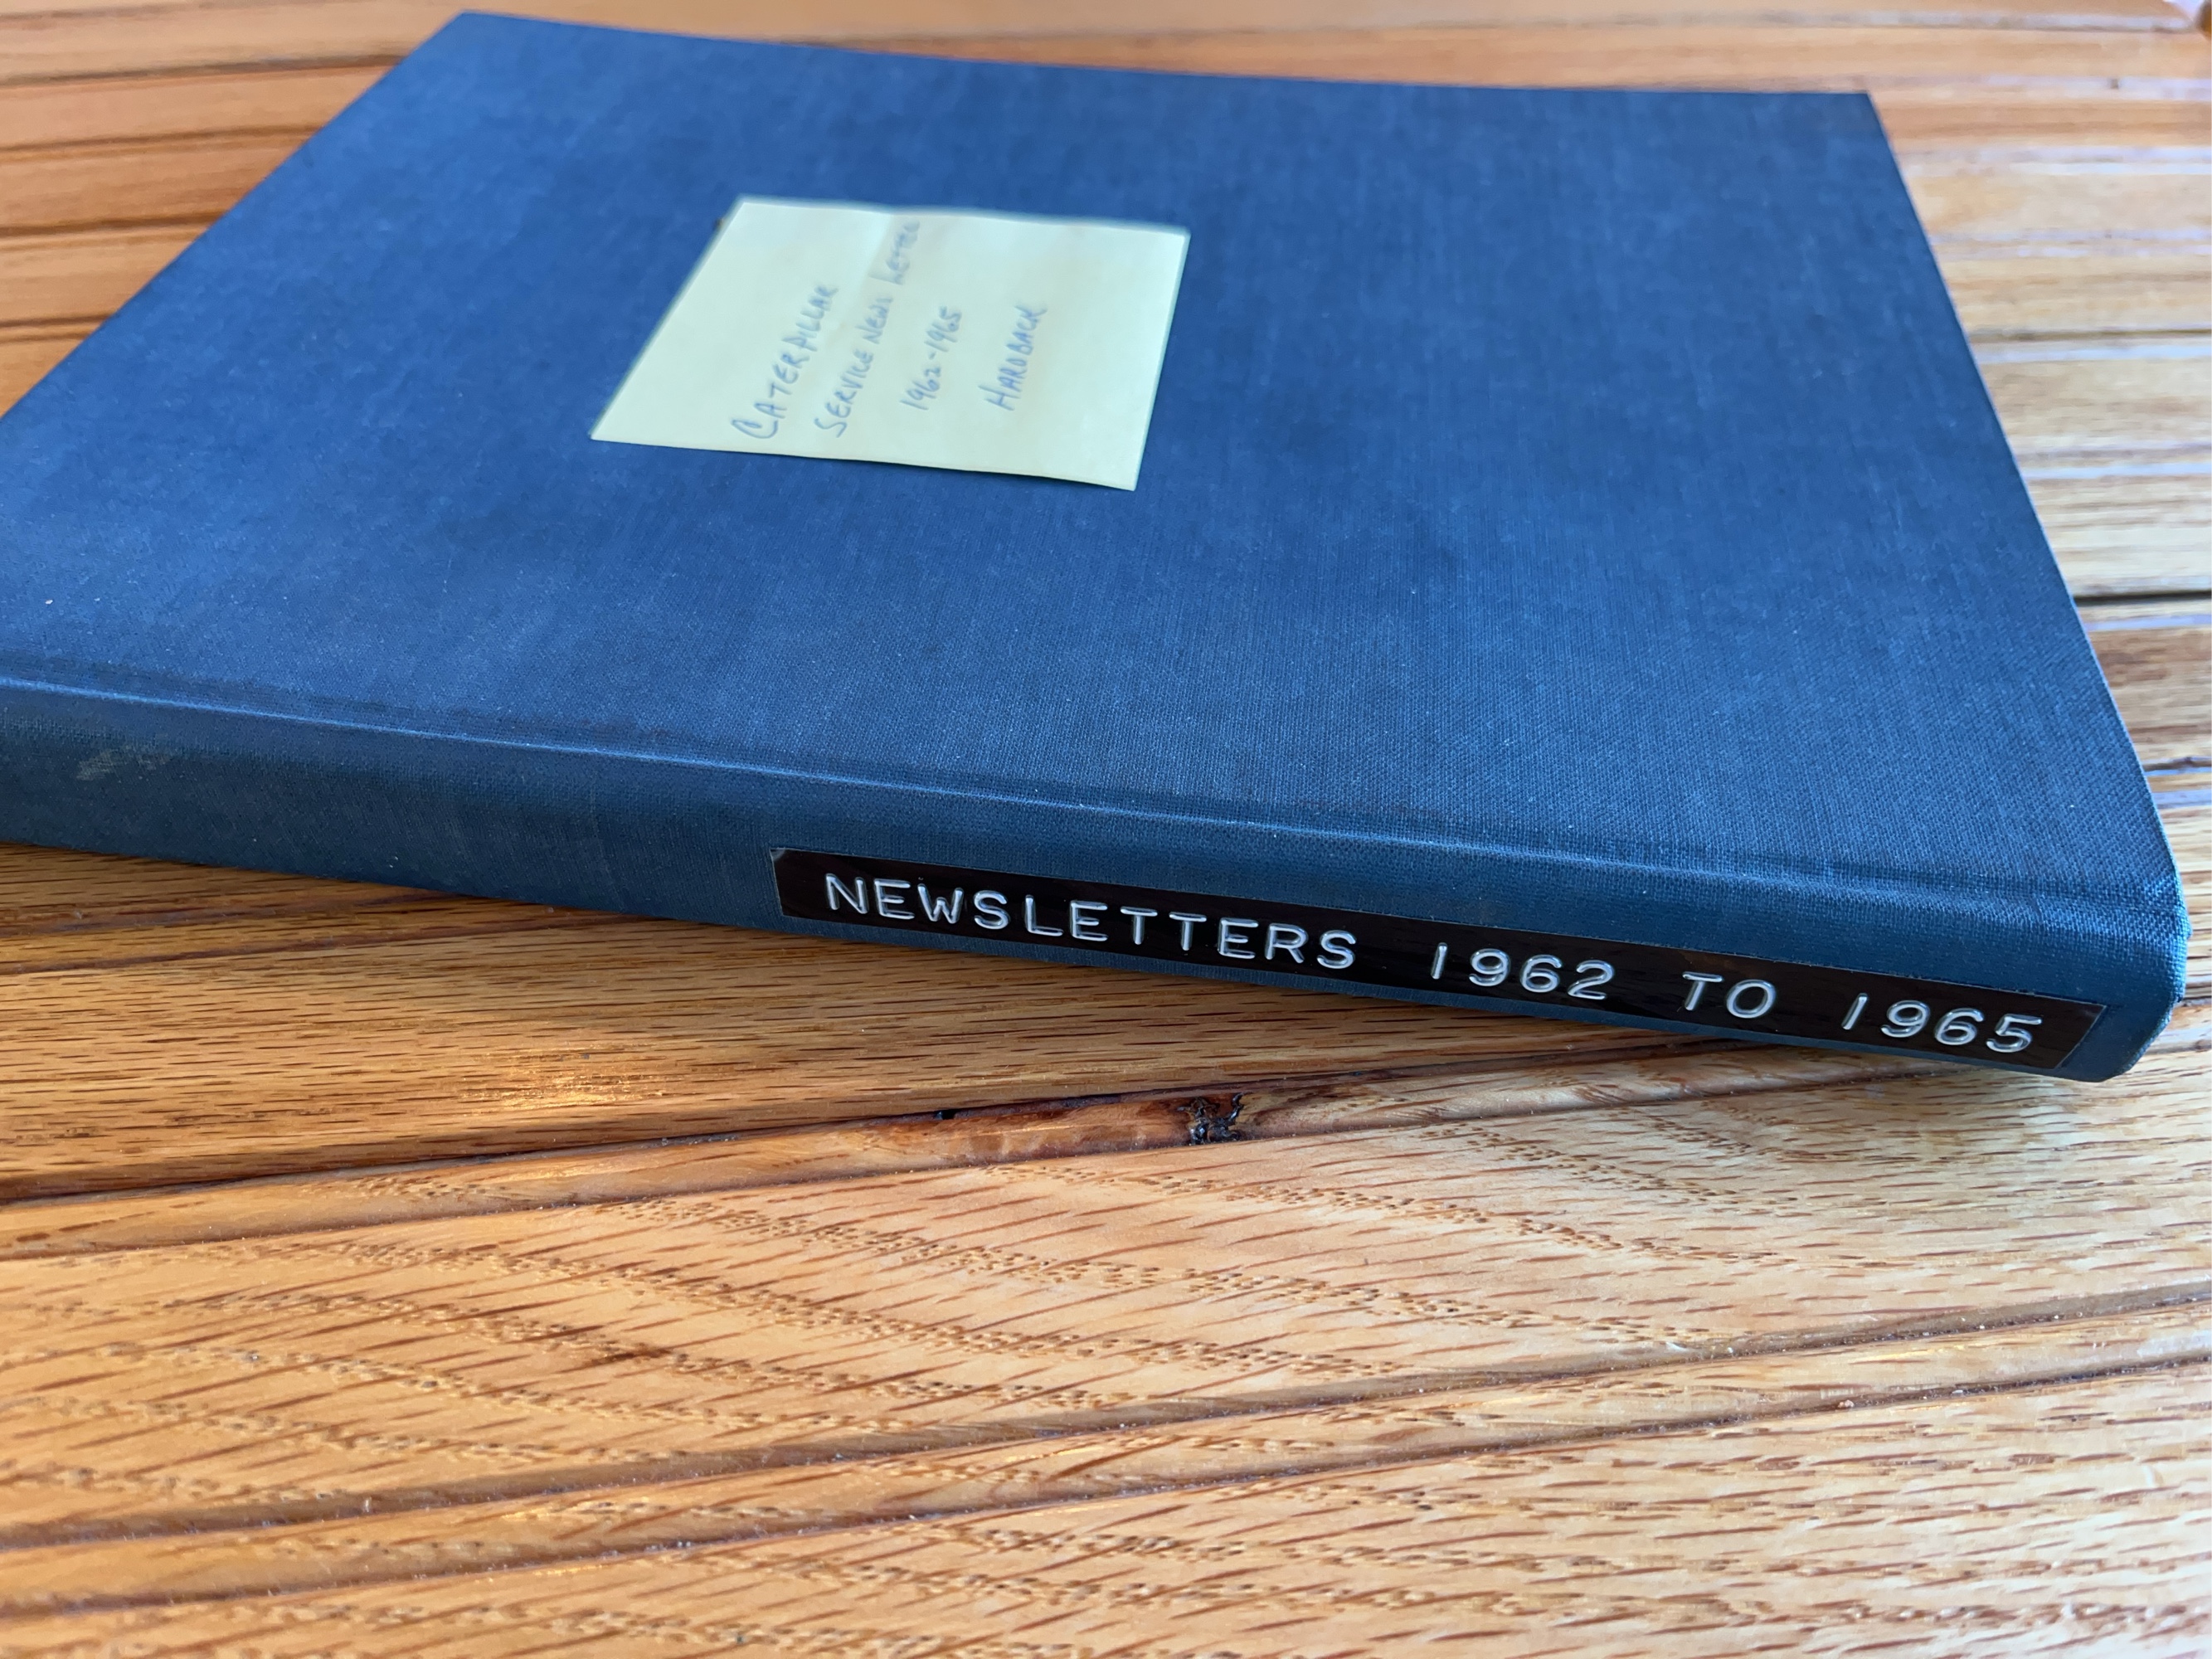 CATERPILLAR
SERVICE NEWS LETTER
1962-1965
HARDBACK
NEWSLETTERS 1962 TO 1965